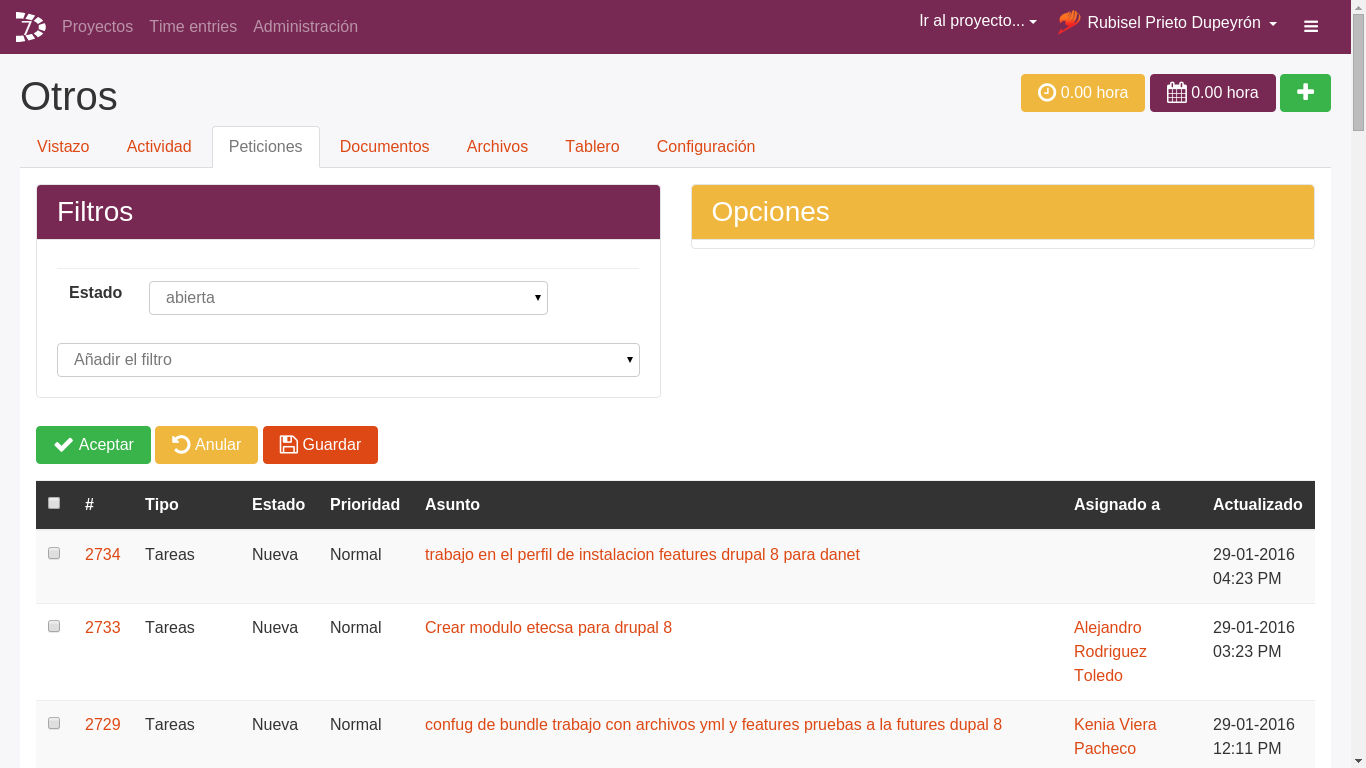 Proyectos Time entries Administración Ir al proyecto... Rubisel Prieto Dupeyrón
Otros 0.00 hora 0.00 hora
Vistazo Actividad Peticiones Documentos Archivos Tablero Configuración
Filtros
Estado abierta
Añadir el filtro
Opciones
Aceptar Anular Guardar
# Tipo Estado Prioridad Asunto Asignado a Actualizado
2734 Tareas Nueva Normal trabajo en el perfil de instalacion features drupal 8 para danet 29-01-2016
04:23 PM
2733 Tareas Nueva Normal Crear modulo etecsa para drupal 8 Alejandro 29-01-2016
Rodriguez 03:23 PM
Toledo
2729 Tareas Nueva Normal confug de bundle trabajo con archivos yml y features pruebas a la futures dupal 8 Kenia Viera 29-01-2016
Pacheco 12:11 PM